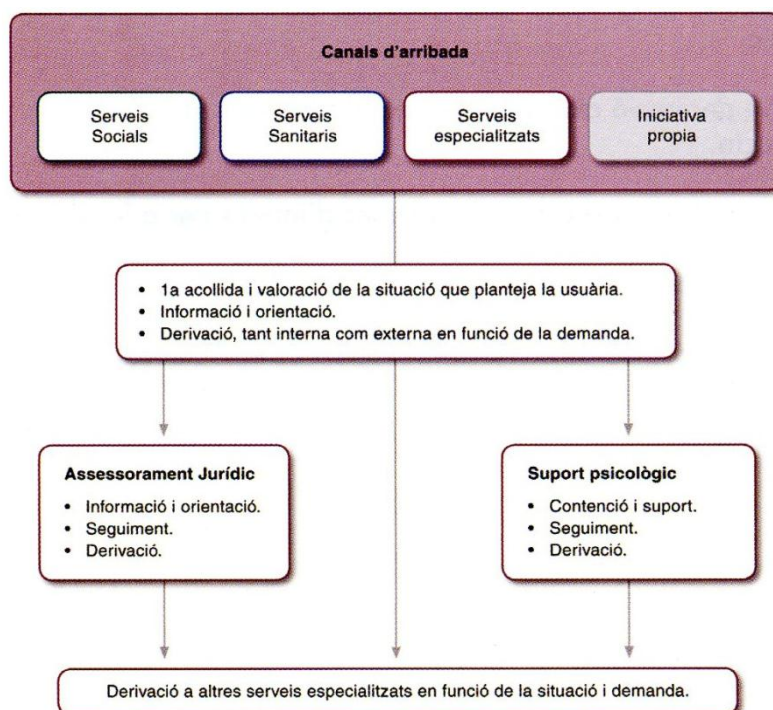 Canals d'arribada
Serveis
Socials
Serveis
Sanitaris
Serveis
especialitzats
Iniciativa
propia
• 1a acollida i valoració de la situació que planteja la usuària.
• Informació i orientació.
• Derivació, tant interna com externa en funció de la demanda.
Assessorament Jurídic
• Informació i orientació.
• Seguiment.
• Derivació.
Suport psicològic
• Contenció i suport.
• Seguiment.
• Derivació.
Derivació a altres serveis especialitzats en funció de la situació i demanda.